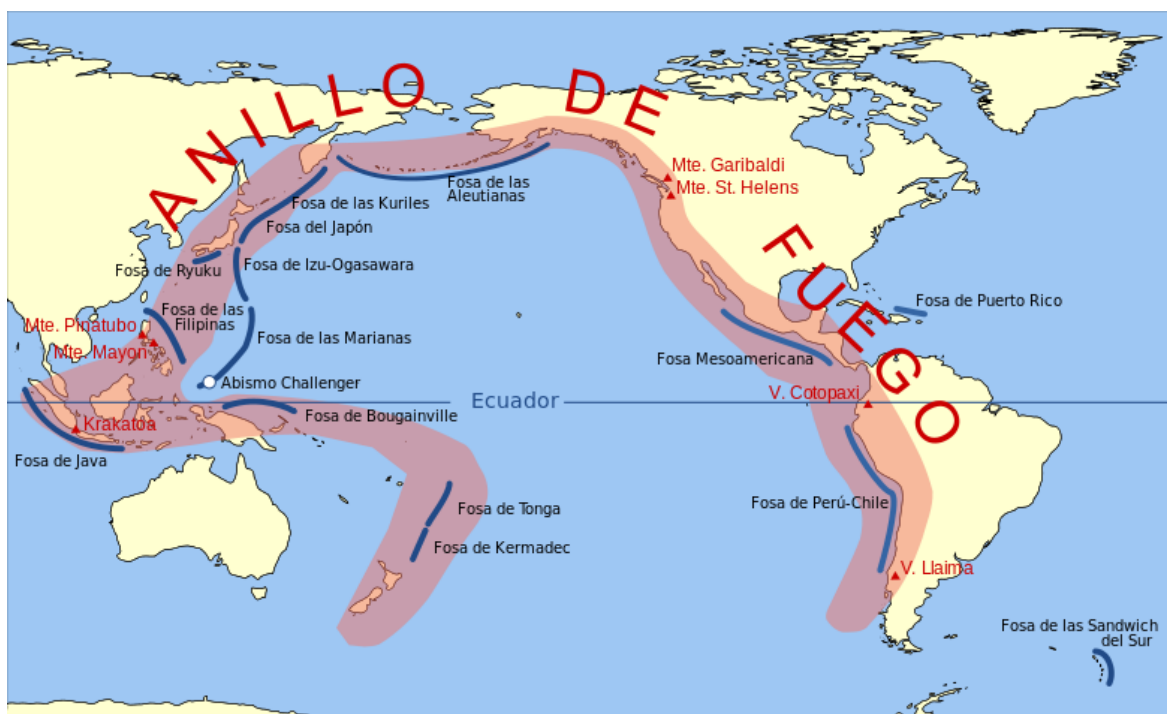 ANILLO DE FUEGO
Mte. Garibaldi
Mte. St. Helens
Fosa de las
Aleutianas
Fosa de las Kuriles
Fosa del Japón
Fosa de Ryuku
Fosa de Izu-Ogasawara
Fosa de Puerto Rico
Fosa de las
Filipinas
Mte. Pinatubo
Mte. Mayon
Fosa de las Marianas
Fosa Mesoamericana
Abismo Challenger
V. Cotopaxi
Ecuador
Fosa de Bougainville
Krakatoa
Fosa de Java
Fosa de Perú-Chile
Fosa de Tonga
Fosa de Kermadec
V. Llaima
Fosa de las Sandwich
del Sur